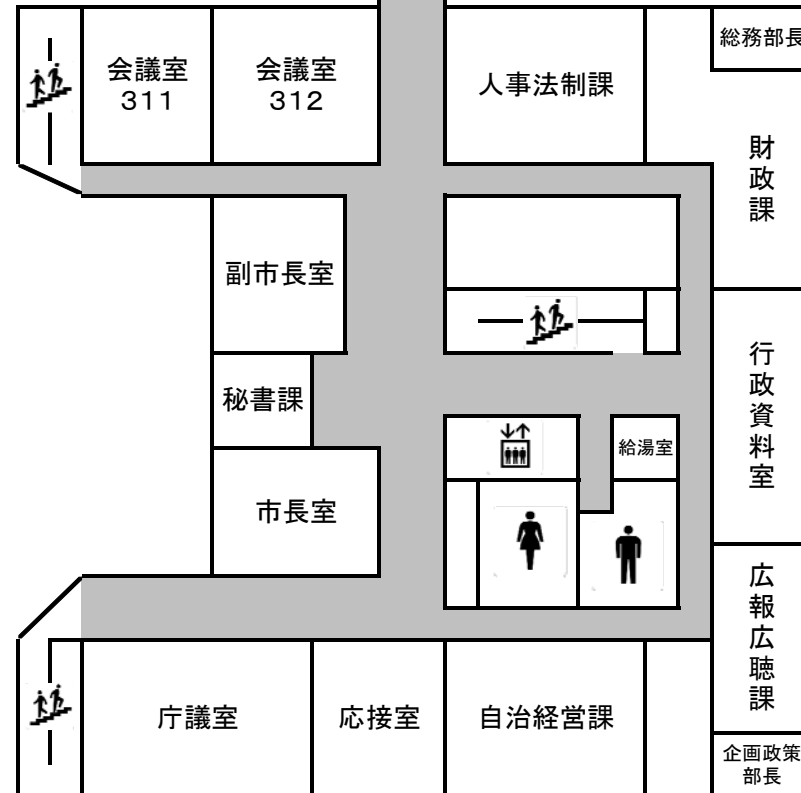 会議室
311
会議室
312
人事法制課
総務部長
財政課
副市長室
行政資料室
秘書課
給湯室
市長室
広報広聴課
庁議室
応接室
自治経営課
企画政策
部長